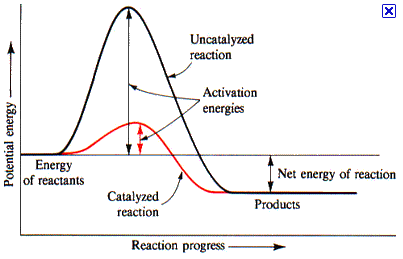 Uncatalyzed
reaction
Activation
energies
Potential energy
Energy
of reactants
Net energy of reaction
Catalyzed
reaction
Products
Reaction progress